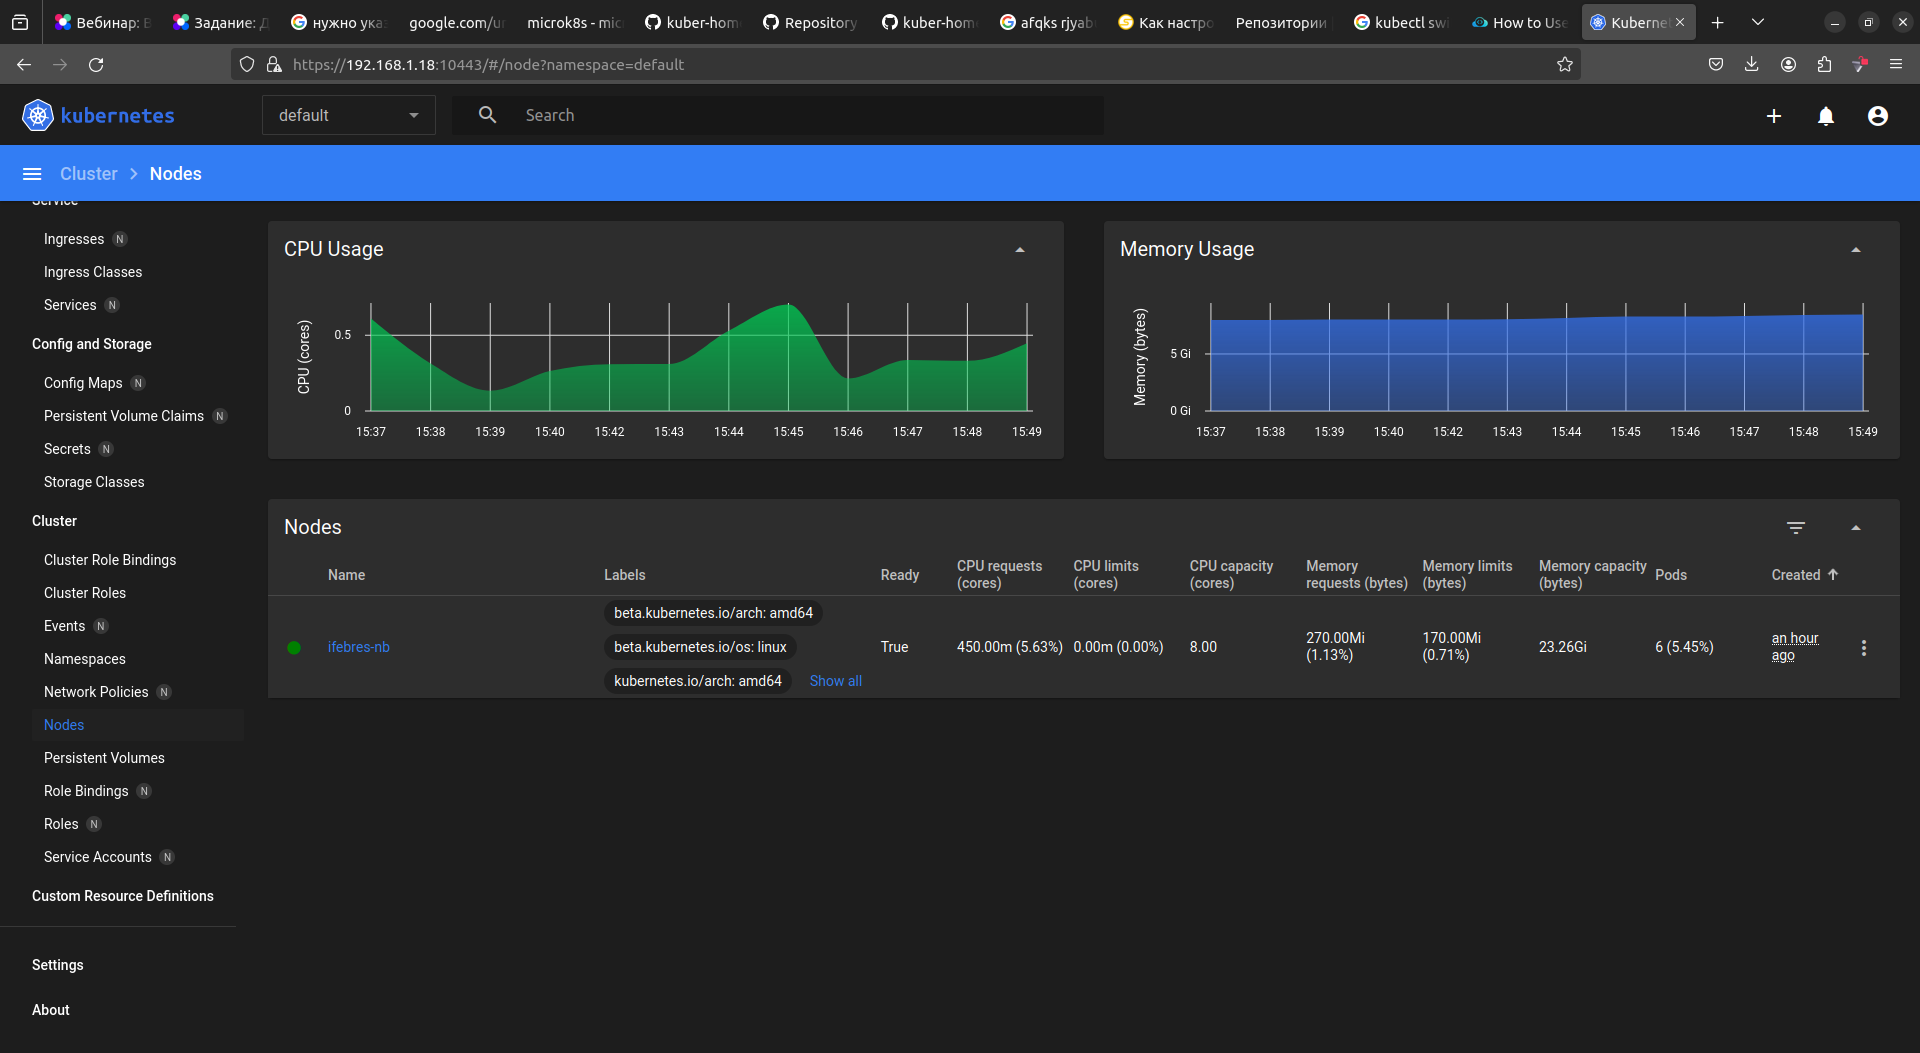 Вебинар: В
Задание: Д
нужно ука
google.com/ur
microk8s - mic
kuber-hom
Repository
kuber-hom
afqks rjyab
Как настро
Репозитории
kubectl swi
How to Use
Kubernet
https://192.168.1.18:10443/#/node?namespace=default
kubernetes
default
Search
Cluster
Nodes
Service
Ingresses N
Ingress Classes
Services N
Config and Storage
Config Maps N
Persistent Volume Claims N
Secrets N
Storage Classes
Cluster
Cluster Role Bindings
Cluster Roles
Events N
Namespaces
Network Policies N
Nodes
Persistent Volumes
Role Bindings N
Roles N
Service Accounts N
Custom Resource Definitions
Settings
About
CPU Usage
CPU (cores)
0.5
0
15:37 15:38 15:39 15:40 15:42 15:43 15:44 15:45 15:46 15:47 15:48 15:49
Memory Usage
Memory (bytes)
5 Gi
0 Gi
15:37 15:38 15:39 15:40 15:42 15:43 15:44 15:45 15:46 15:47 15:48 15:49
Nodes
Name
Labels
Ready
CPU requests
(cores)
CPU limits
(cores)
CPU capacity
(cores)
Memory
requests (bytes)
Memory limits
(bytes)
Memory capacity
(bytes)
Pods
Created
ifebres-nb
beta.kubernetes.io/arch: amd64
beta.kubernetes.io/os: linux
kubernetes.io/arch: amd64
Show all
True
450.00m (5.63%)
0.00m (0.00%)
8.00
270.00Mi
(1.13%)
170.00Mi
(0.71%)
23.26Gi
6 (5.45%)
an hour
ago